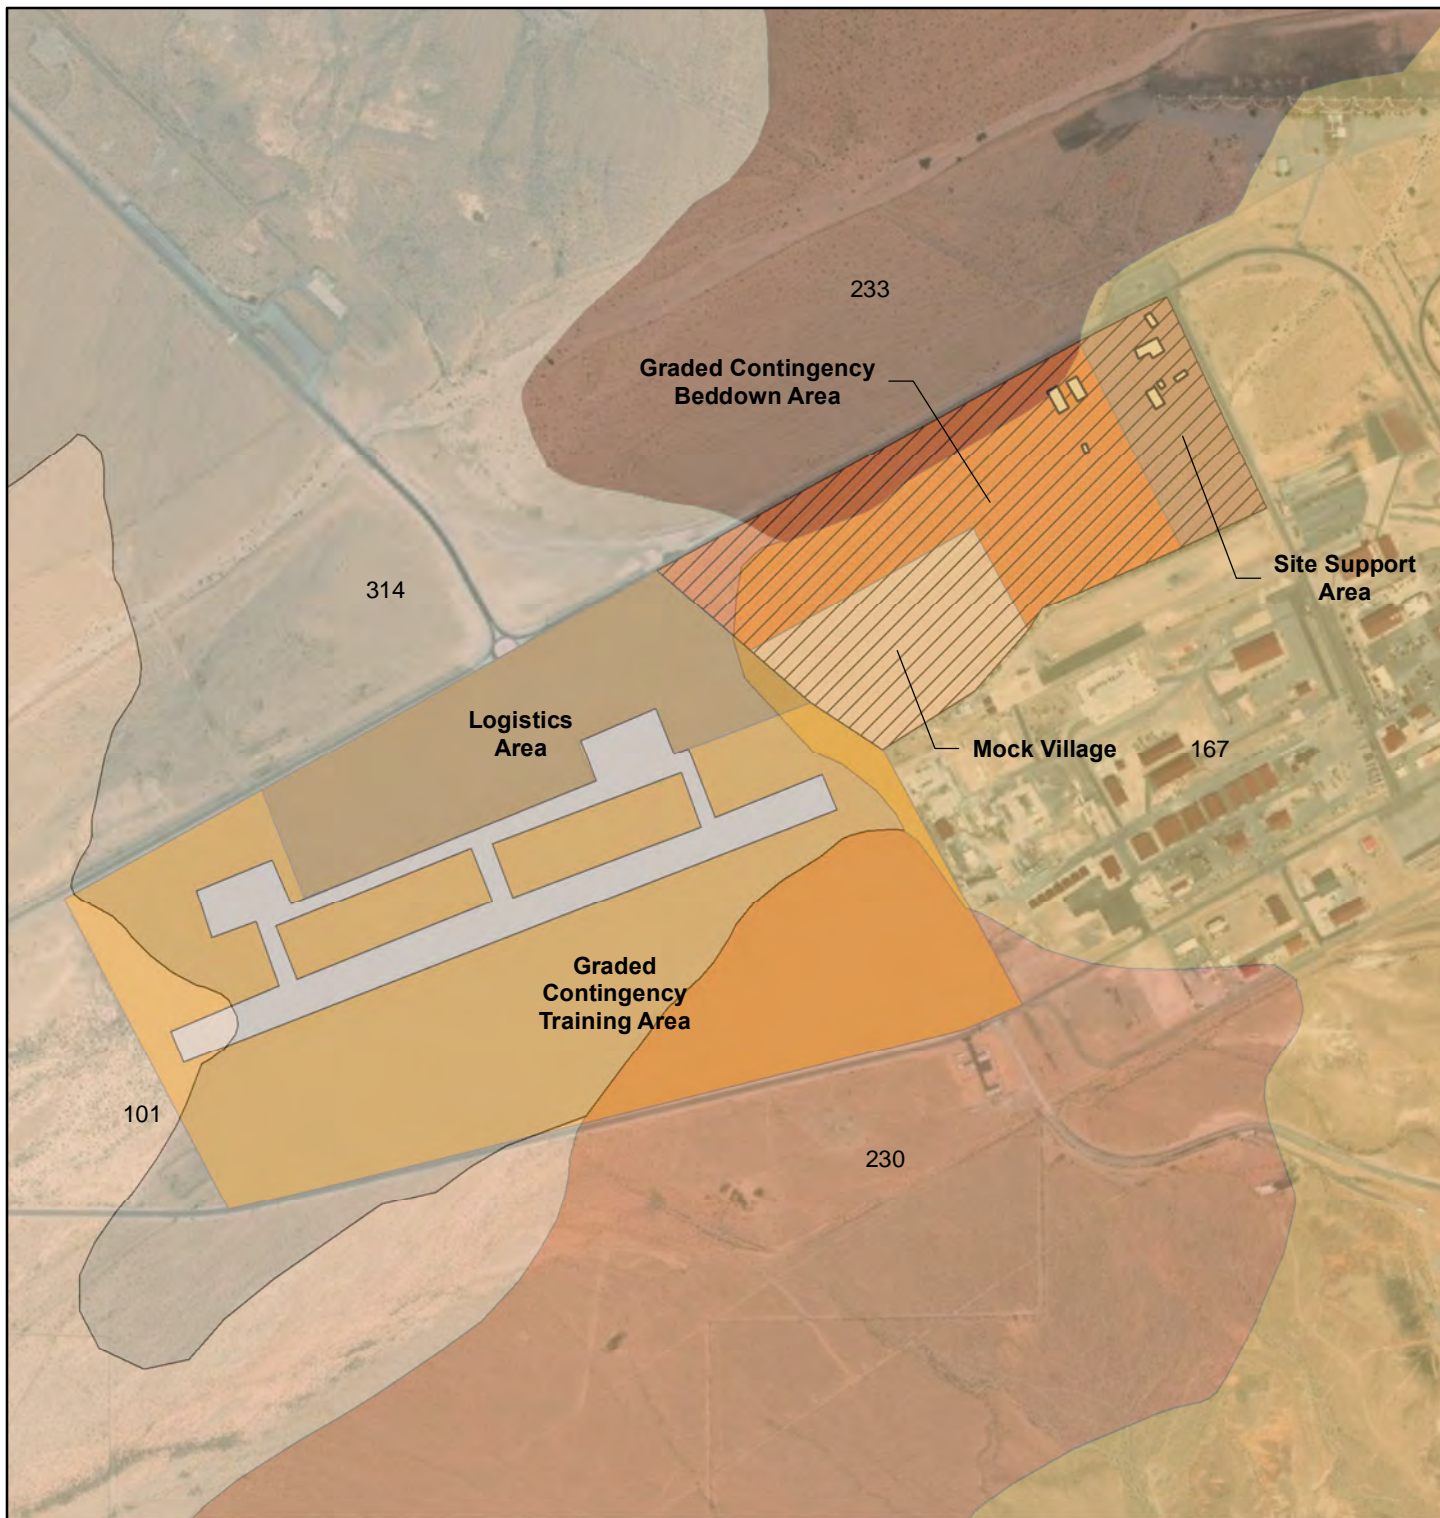 233
Graded Contingency
Beddown Area
Site Support
Area
314
Logistics
Area
Mock Village
167
Graded
Contingency
Training Area
101
230